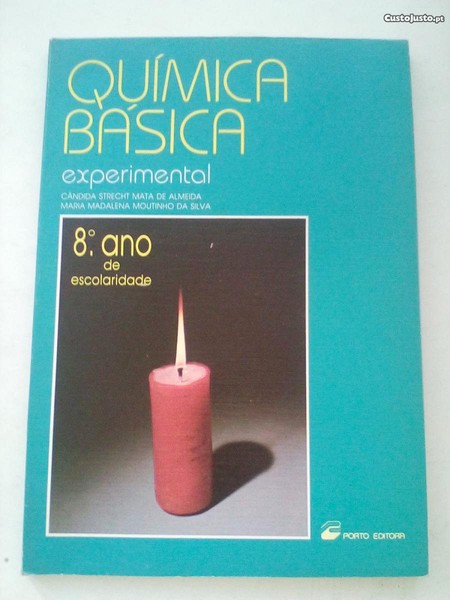 CustoJusto.pt
QUÍMICA
BÁSICA
experimental
CÂNDIDA STRECHT MATA DE ALMEIDA
MARIA MADALENA MOUTINHO DA SILVA
8º. ano
de
escolaridade
PORTO EDITORA